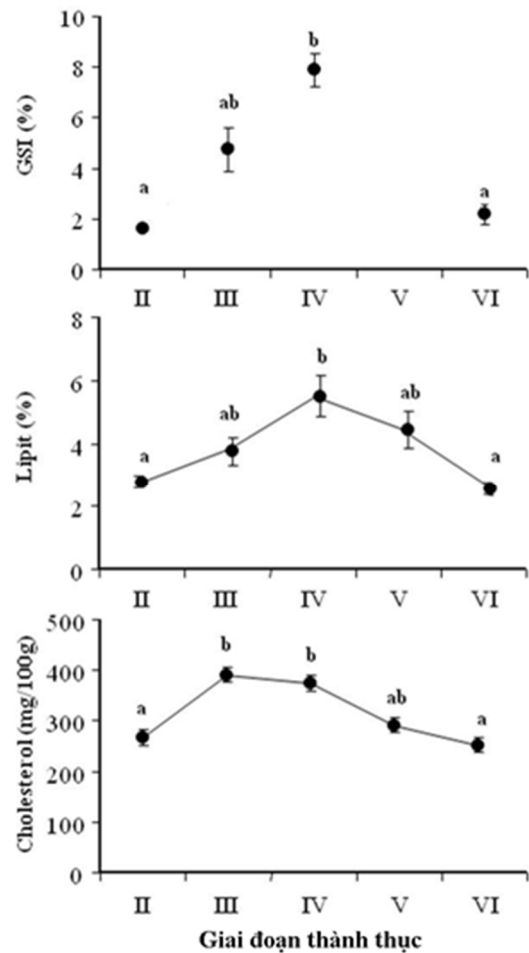 10
b
8
ab
6
GSI (%)
4
a
a
2
0
II III IV V VI
8
b
6
ab
ab
Lipit (%)
4
a
a
2
0
II III IV V VI
500
b b
400
ab
a
a
300
Cholesterol (mg/100g)
200
100
0
II III IV V VI
Giai đoạn thành thục